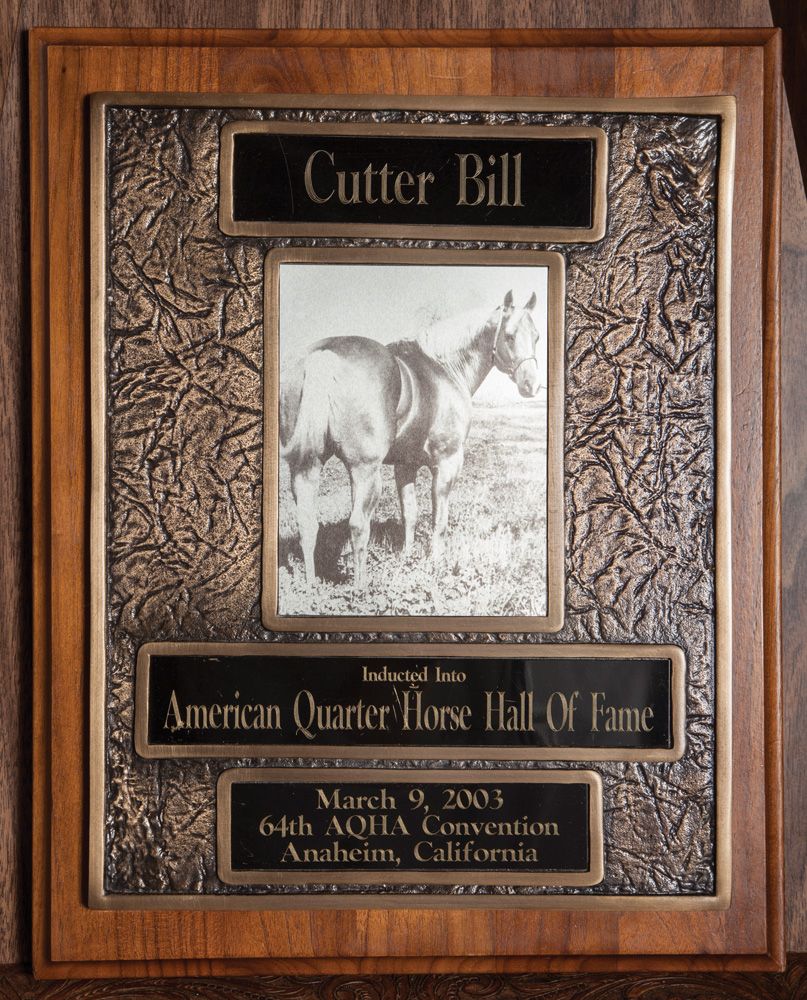 Cutter Bill
Inducted Into
American Quarter Horse Hall Of Fame
March 9, 2003
64th AQHA Convention
Anaheim, California